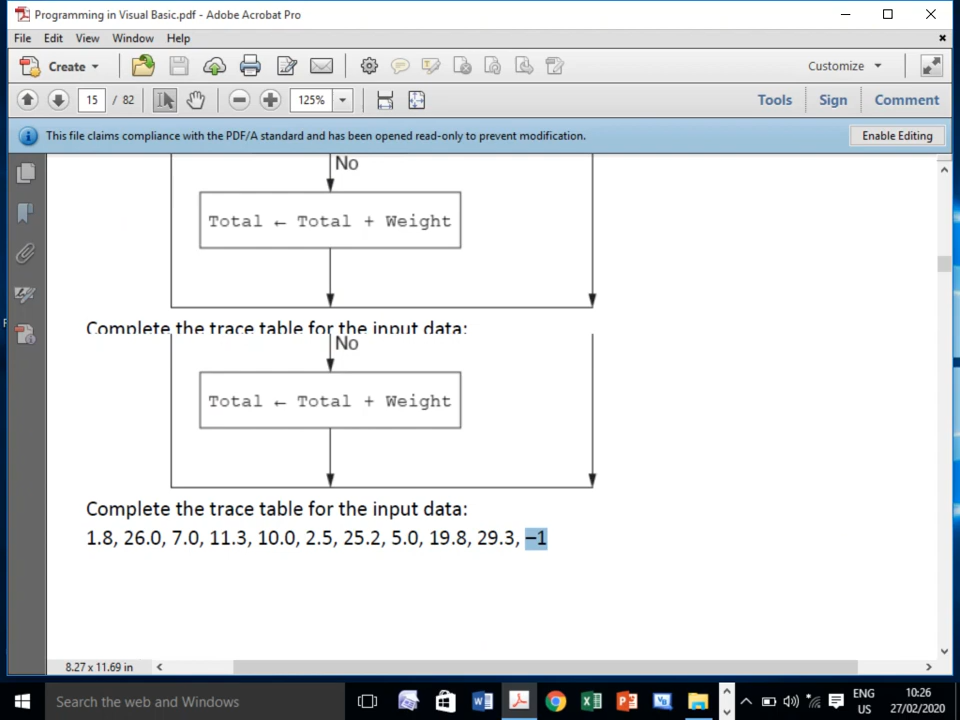 Programming in Visual Basic.pdf - Adobe Acrobat Pro
File Edit View Window Help
Create
Customize
15 / 82
125%
Tools Sign Comment
This file claims compliance with the PDF/A standard and has been opened read-only to prevent modification.
Enable Editing
No
Total ← Total + Weight
Complete the trace table for the input data:
No
Total ← Total + Weight
Complete the trace table for the input data:
1.8, 26.0, 7.0, 11.3, 10.0, 2.5, 25.2, 5.0, 19.8, 29.3, –1
8.27 x 11.69 in
Search the web and Windows
ENG
US
10:26
27/02/2020